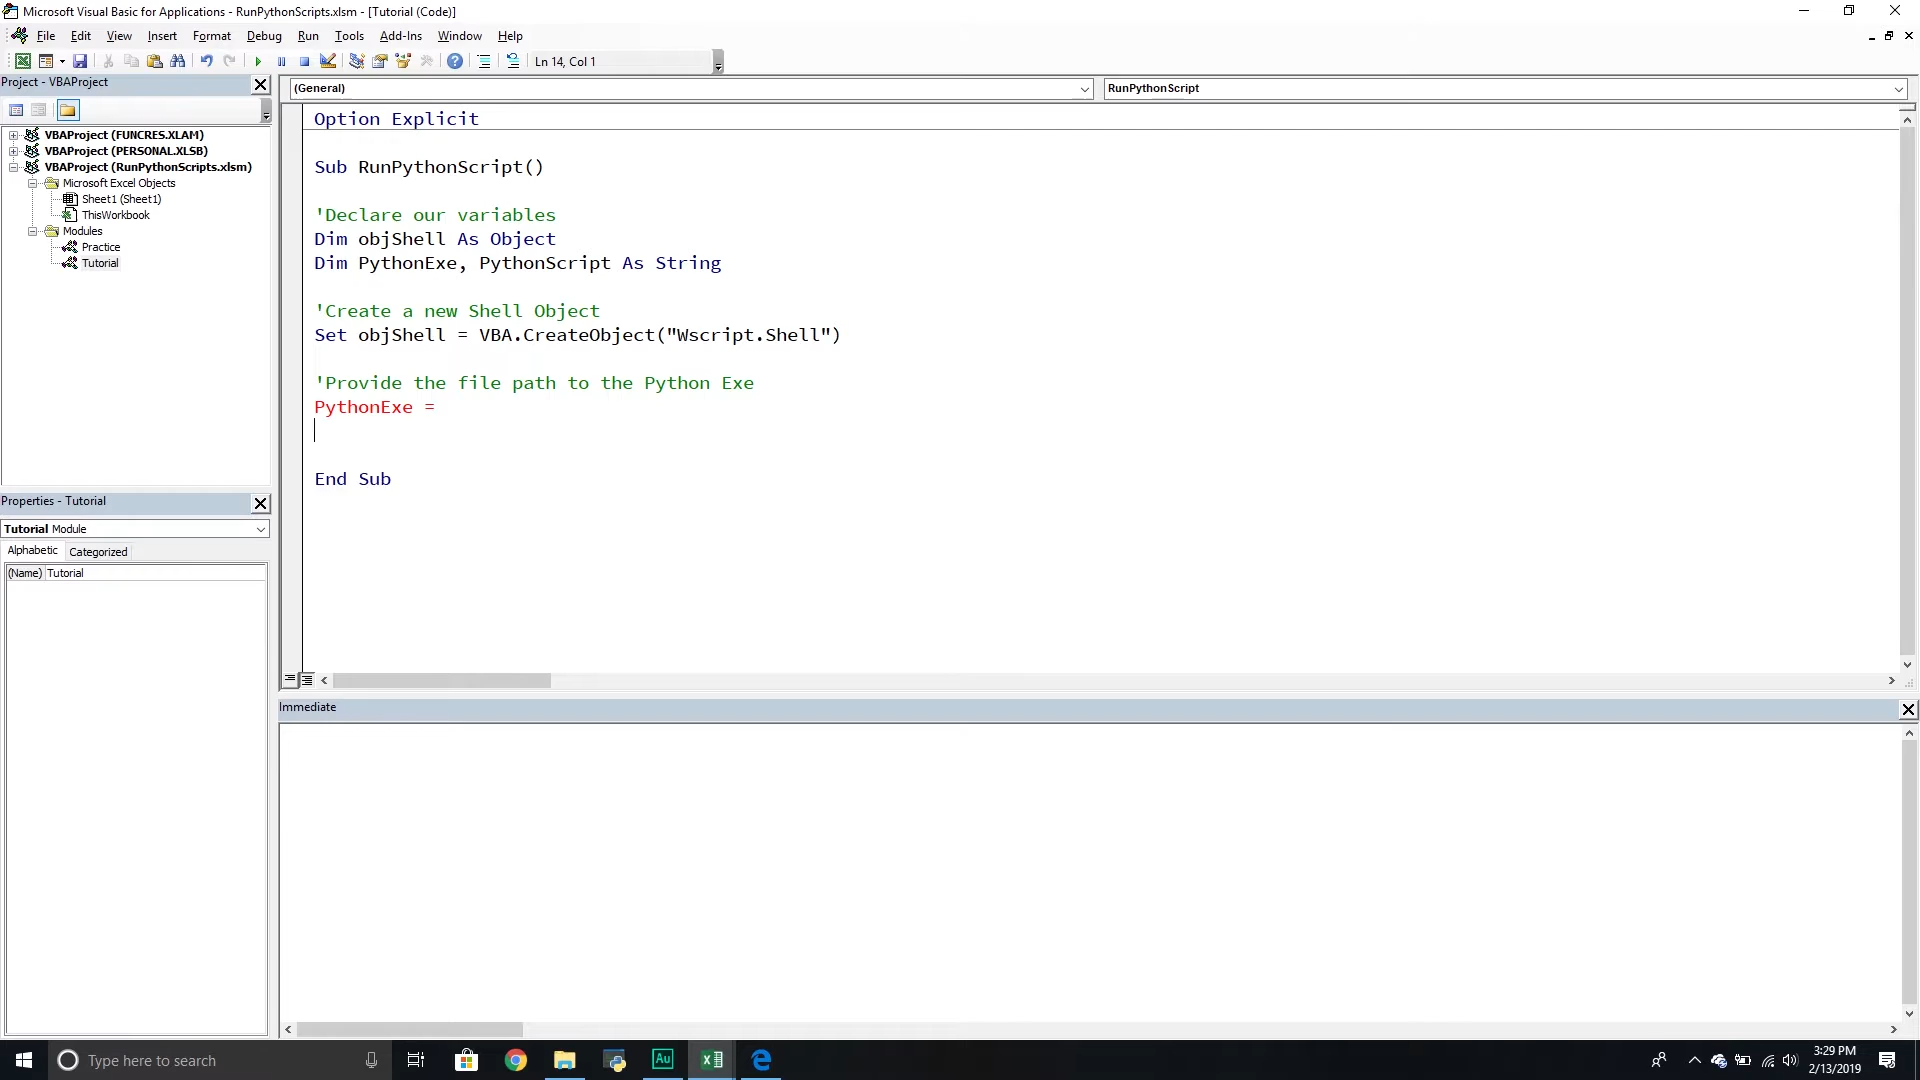 Microsoft Visual Basic for Applications - RunPythonScripts.xlsm - [Tutorial (Code)]
File Edit View Insert Format Debug Run Tools Add-Ins Window Help
Ln 14, Col 1
Project - VBAProject
VBAProject (FUNCRES.XLAM)
VBAProject (PERSONAL.XLSB)
VBAProject (RunPythonScripts.xlsm)
Microsoft Excel Objects
Sheet1 (Sheet1)
ThisWorkbook
Modules
Practice
Tutorial
Properties - Tutorial
Tutorial Module
Alphabetic Categorized
(Name) Tutorial
(General) RunPythonScript
Option Explicit
Sub RunPythonScript()
'Declare our variables
Dim objShell As Object
Dim PythonExe, PythonScript As String
'Create a new Shell Object
Set objShell = VBA.CreateObject("Wscript.Shell")
'Provide the file path to the Python Exe
PythonExe =
End Sub
Immediate
Type here to search
Au
3:29 PM
2/13/2019